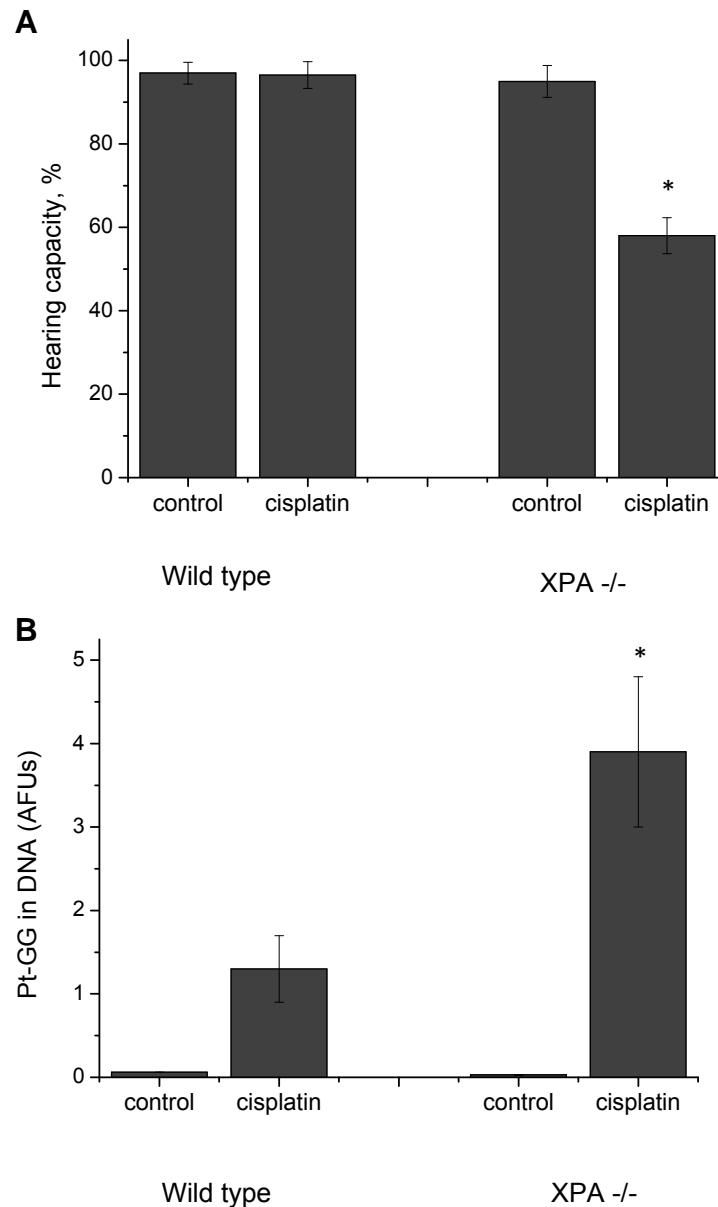 A
Hearing capacity, %
100
80
60
40
20
0
*
control cisplatin control cisplatin
Wild type XPA -/-
B
Pt-GG in DNA (AFUs)
5
4
3
2
1
0
*
control cisplatin control cisplatin
Wild type XPA -/-